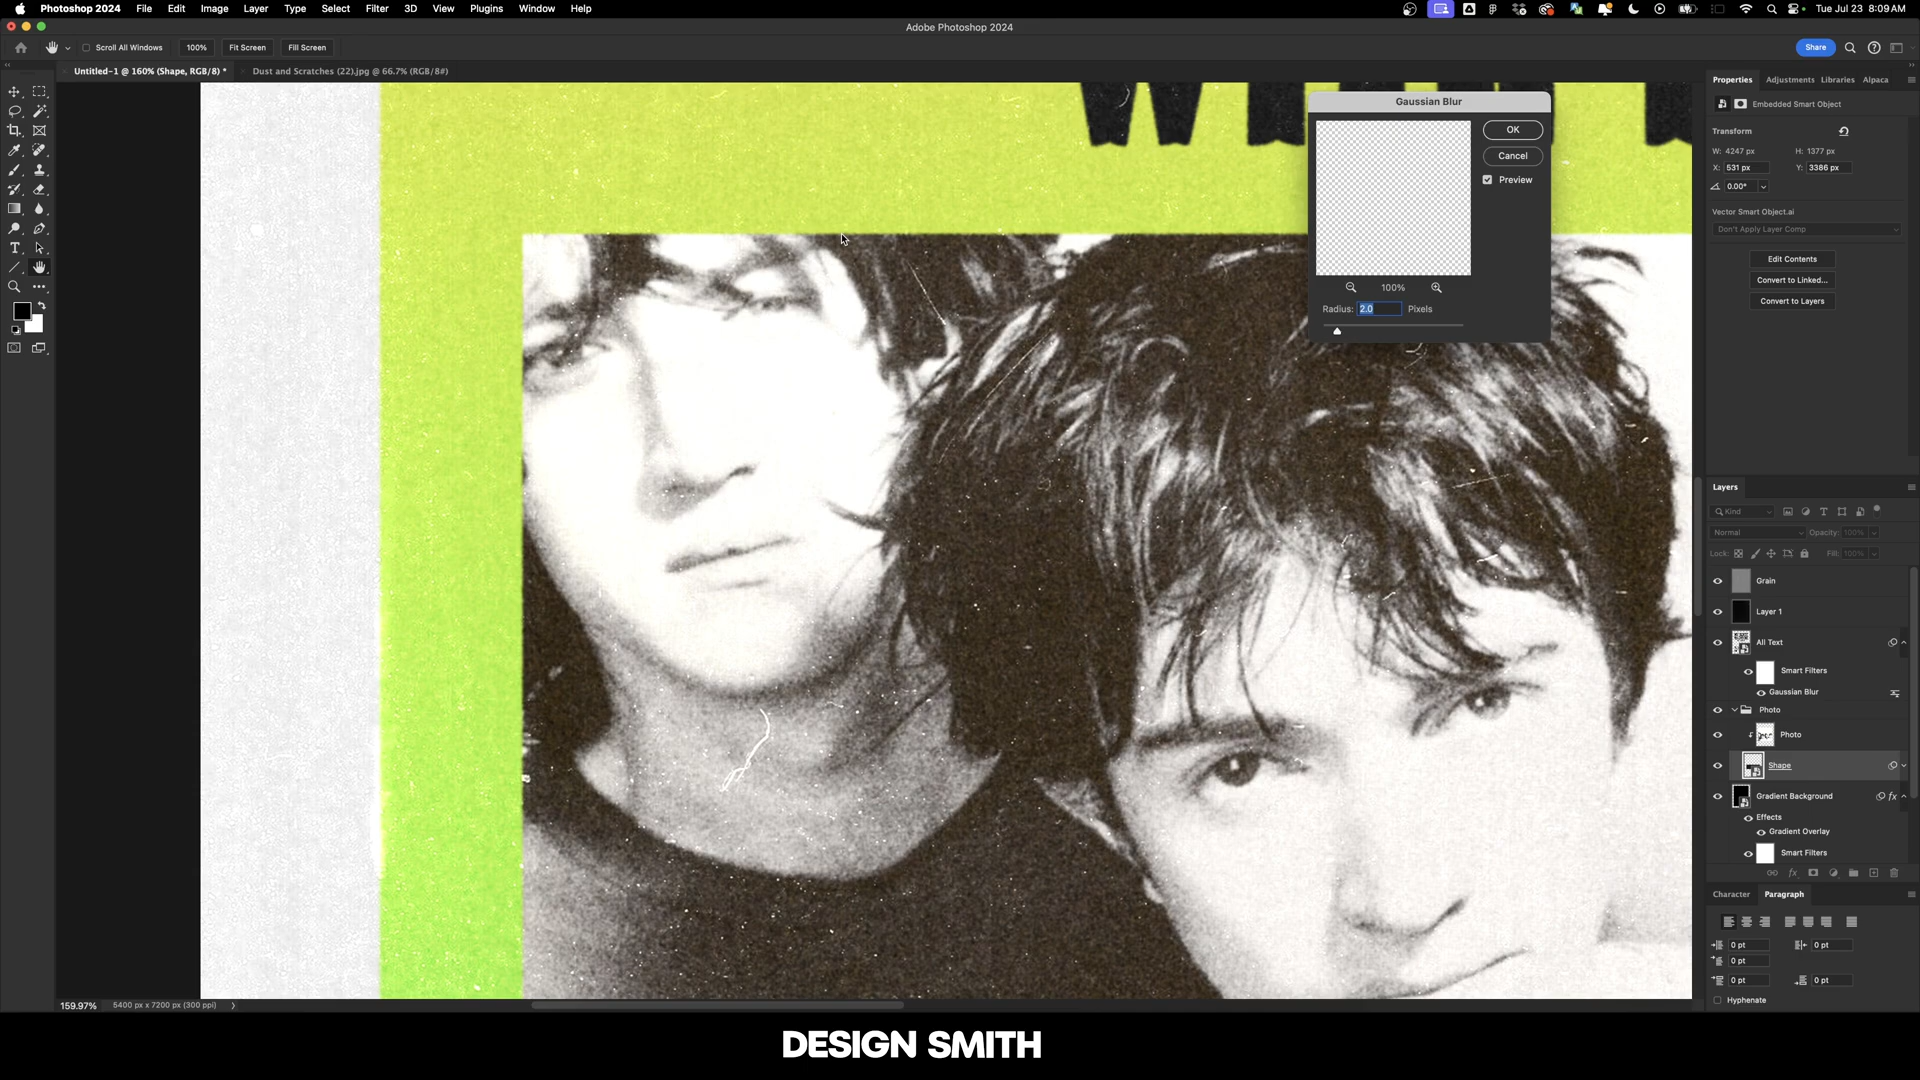 Photoshop 2024 File Edit Image Layer Type Select Filter 3D View Plugins Window Help Tue Jul 23 8:09 AM
Adobe Photoshop 2024
Scroll All Windows 100% Fit Screen Fill Screen Share
Untitled-1 @ 160% (Shape, RGB/8) * Dust and Scratches (22).jpg @ 66.7% (RGB/8#)
Properties Adjustments Libraries Alpaca
Embedded Smart Object
Transform
W: 4247 px H: 1377 px
X: 531 px Y: 3386 px
0.00°
Vector Smart Object.ai
Don't Apply Layer Comp
Edit Contents
Convert to Linked...
Convert to Layers
Gaussian Blur
OK
Cancel
Preview
100%
Radius: 2.0 Pixels
Layers
Kind
Normal Opacity: 100%
Lock: Fill: 100%
Grain
Layer 1
All Text
Smart Filters
Gaussian Blur
Photo
Photo
Shape
Gradient Background fx
Effects
Gradient Overlay
Smart Filters
Character Paragraph
0 pt 0 pt
0 pt
0 pt 0 pt
Hyphenate
159.97% 5400 px x 7200 px (300 ppi)
DESIGN SMITH